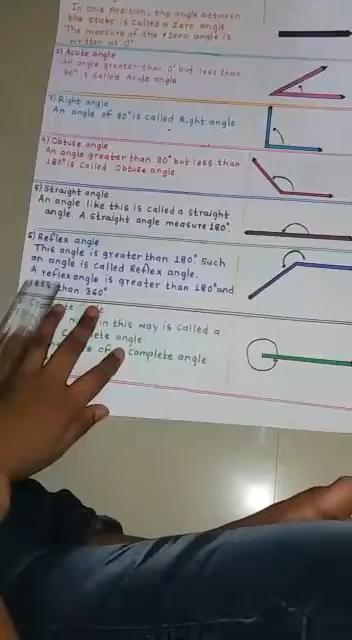 In this position, the angle between
the sticks is called a Zero angle
The measure of the Zero angle is
written as 0°
2) Acute angle
An angle greater than 0° but less than
90° is called Acute angle
3) Right angle
An angle of 90° is called Right angle
4) Obtuse angle
An angle greater than 90° but less than
180° is called Obtuse angle
5) Straight angle
An angle like this is called a straight
angle. A straight angle measure 180°.
6) Reflex angle
This angle is greater than 180° Such
an angle is called Reflex angle.
A reflex angle is greater than 180° and
less than 360°
in this way is called a
complete angle.
of complete angle